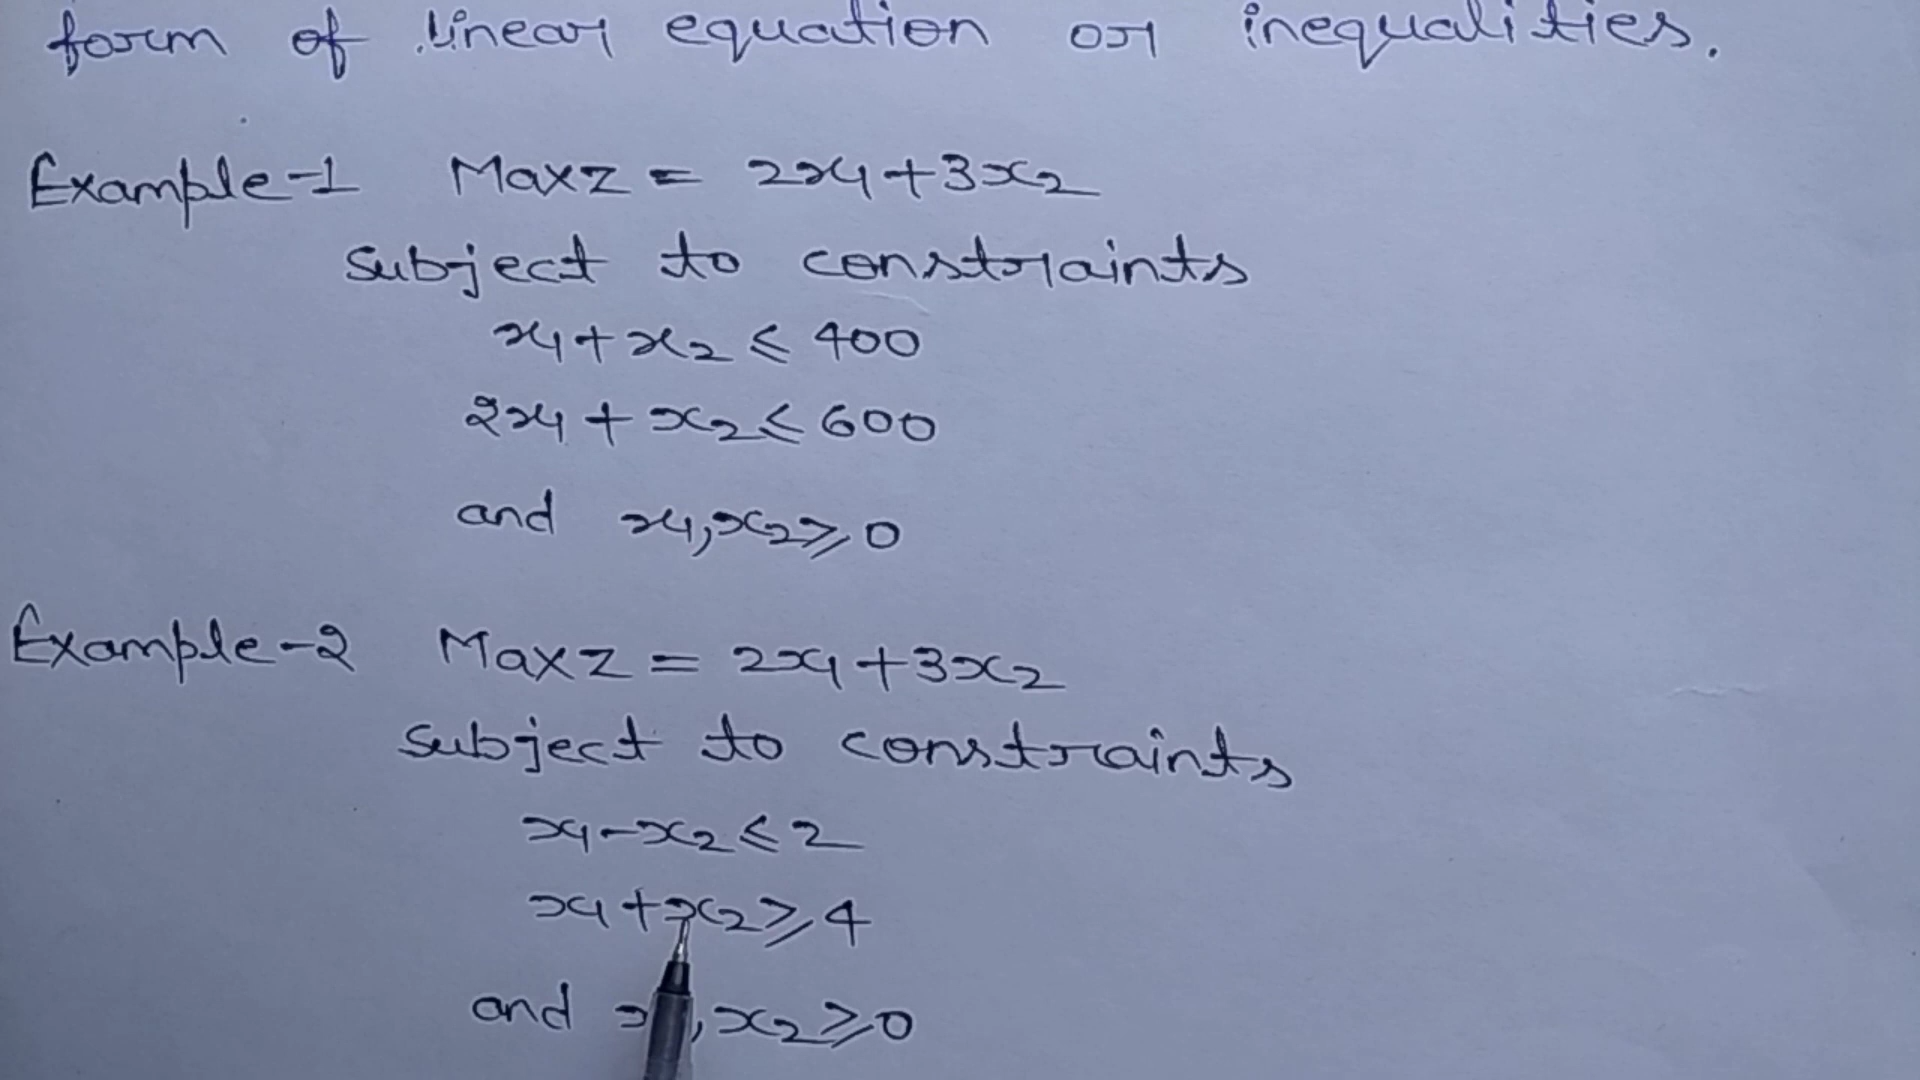 form of linear equation or inequalities.
Example-1 Max z = 2x1+3x2
subject to constraints
x1+x2 ≤ 400
2x1 + x2 ≤ 600
and x1,x2 ≥ 0
Example-2 Max z = 2x1+3x2
subject to constraints
x1-x2 ≤ 2
x1+x2 ≥ 4
and x ,x2 ≥ 0